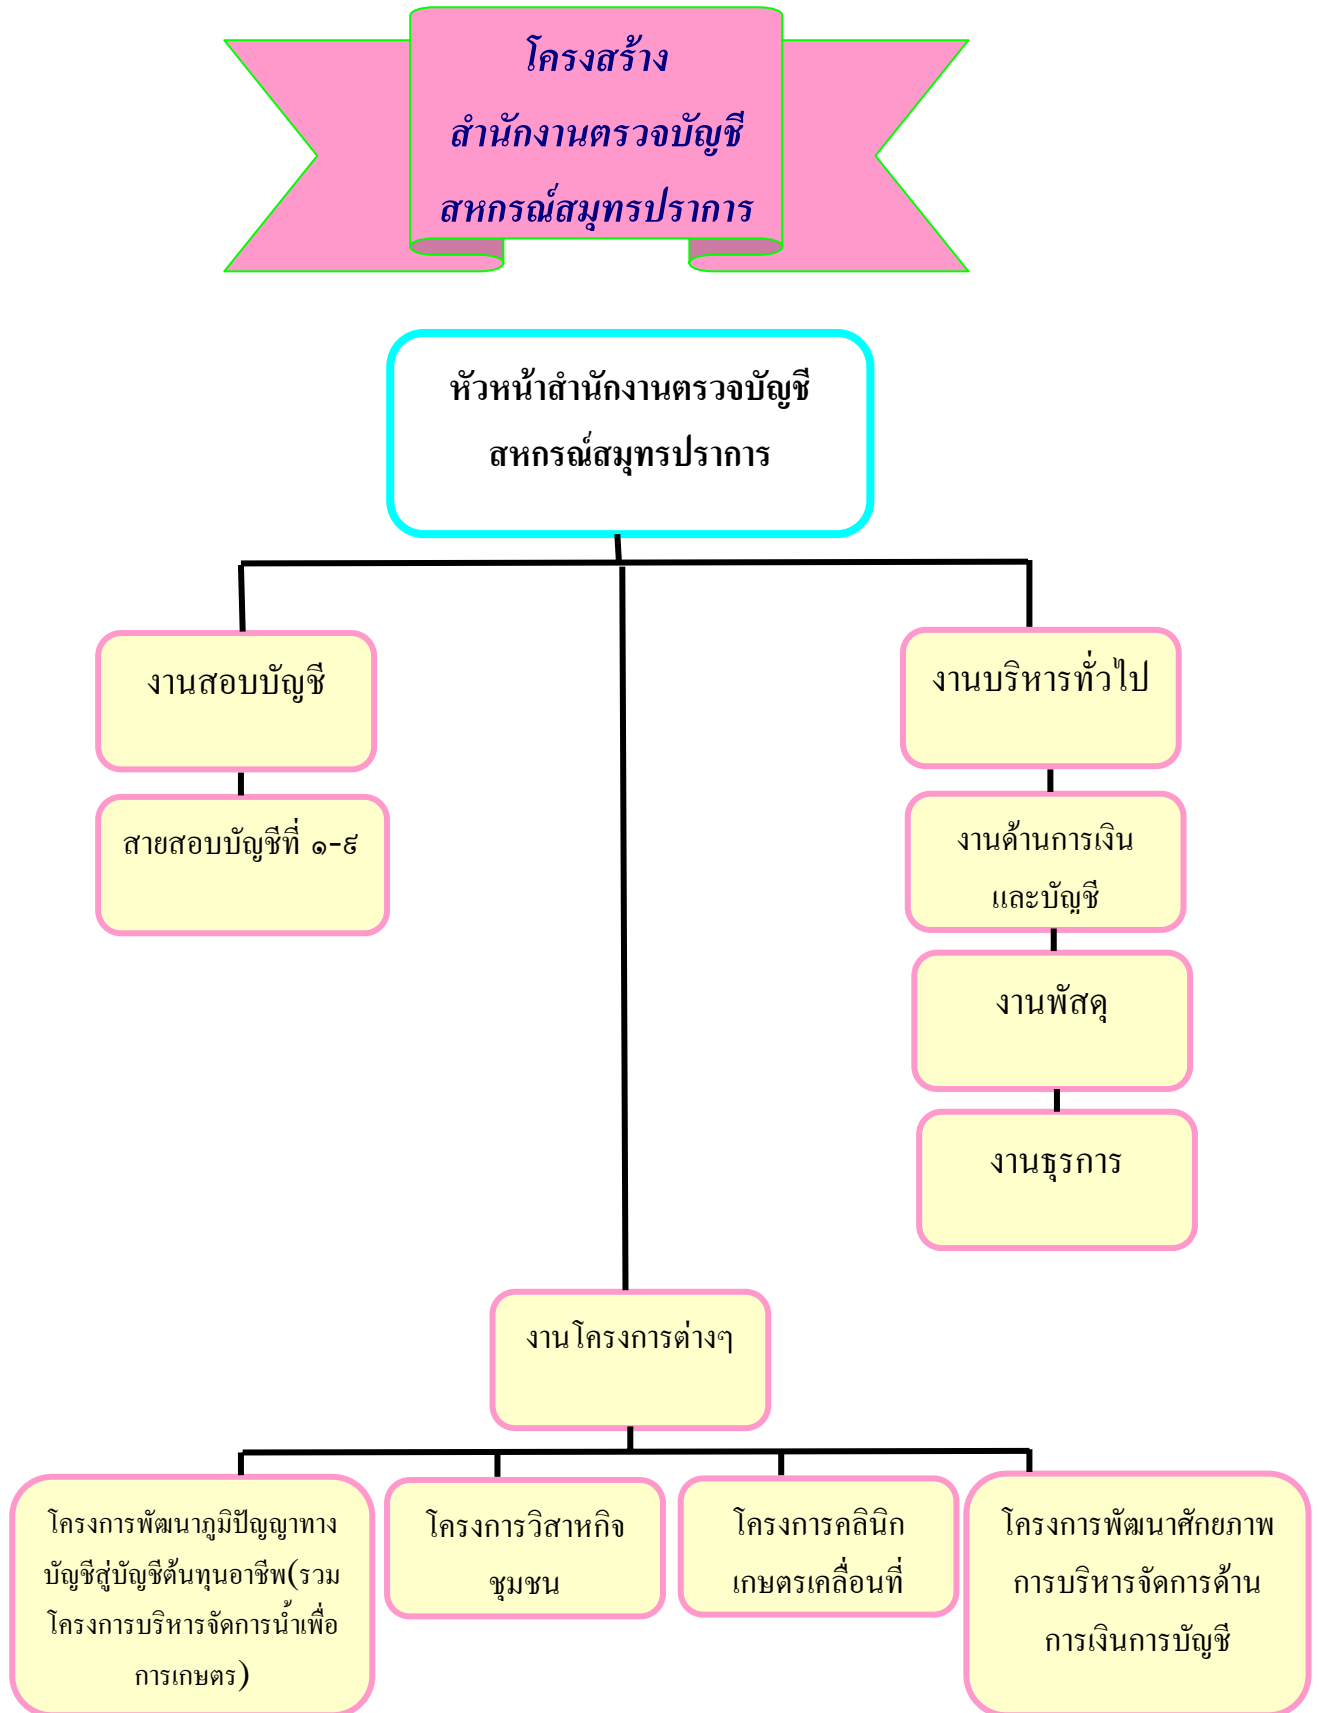 โครงสร้าง
สำนักงานตรวจบัญชี
สหกรณ์สมุทรปราการ
หัวหน้าสำนักงานตรวจบัญชี
สหกรณ์สมุทรปราการ
งานสอบบัญชี
งานบริหารทั่วไป
สายสอบบัญชีที่ ๑-๙
งานด้านการเงิน
และบัญชี
งานพัสดุ
งานธุรการ
งานโครงการต่างๆ
โครงการพัฒนาภูมิปัญญาทาง
บัญชีสู่บัญชีต้นทุนอาชีพ(รวม
โครงการบริหารจัดการน้ำเพื่อ
การเกษตร)
โครงการวิสาหกิจ
ชุมชน
โครงการคลินิก
เกษตรเคลื่อนที่
โครงการพัฒนาศักยภาพ
การบริหารจัดการด้าน
การเงินการบัญชี